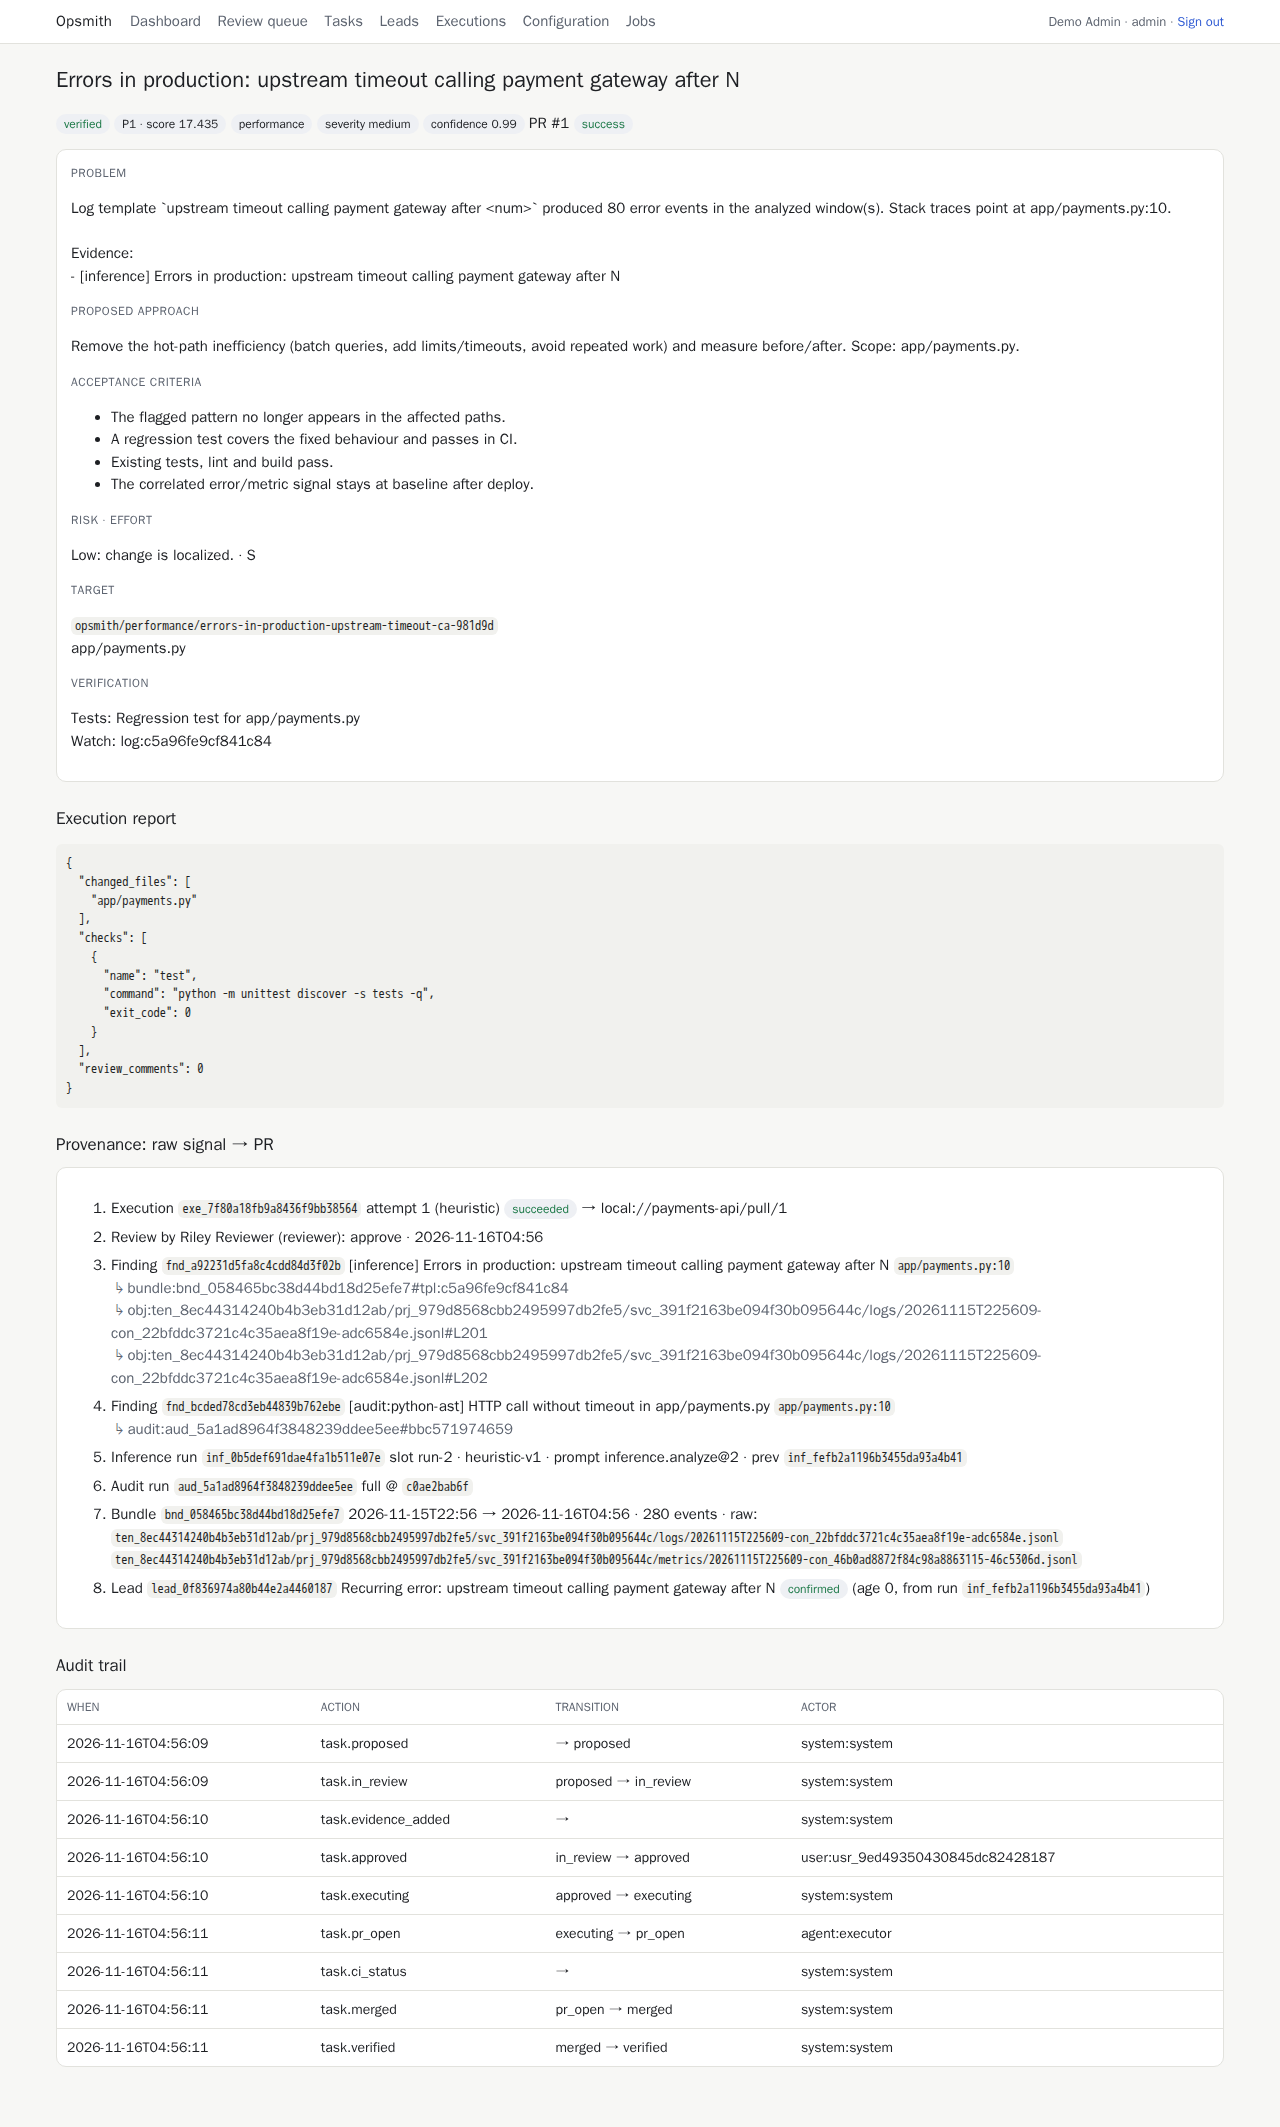 Opsmith Dashboard Review queue Tasks Leads Executions Configuration Jobs Demo Admin · admin · Sign out
Errors in production: upstream timeout calling payment gateway after N
verified P1 · score 17.435 performance severity medium confidence 0.99 PR #1 success
PROBLEM
Log template `upstream timeout calling payment gateway after <num>` produced 80 error events in the analyzed window(s). Stack traces point at app/payments.py:10.
Evidence:
- [inference] Errors in production: upstream timeout calling payment gateway after N
PROPOSED APPROACH
Remove the hot-path inefficiency (batch queries, add limits/timeouts, avoid repeated work) and measure before/after. Scope: app/payments.py.
ACCEPTANCE CRITERIA
• The flagged pattern no longer appears in the affected paths.
• A regression test covers the fixed behaviour and passes in CI.
• Existing tests, lint and build pass.
• The correlated error/metric signal stays at baseline after deploy.
RISK · EFFORT
Low: change is localized. · S
TARGET
opsmith/performance/errors-in-production-upstream-timeout-ca-981d9d
app/payments.py
VERIFICATION
Tests: Regression test for app/payments.py
Watch: log:c5a96fe9cf841c84
Execution report
{
"changed_files": [
"app/payments.py"
],
"checks": [
{
"name": "test",
"command": "python -m unittest discover -s tests -q",
"exit_code": 0
}
],
"review_comments": 0
}
Provenance: raw signal → PR
1. Execution exe_7f80a18fb9a8436f9bb38564 attempt 1 (heuristic) succeeded → local://payments-api/pull/1
2. Review by Riley Reviewer (reviewer): approve · 2026-11-16T04:56
3. Finding fnd_a92231d5fa8c4cdd84d3f02b [inference] Errors in production: upstream timeout calling payment gateway after N app/payments.py:10
↳ bundle:bnd_058465bc38d44bd18d25efe7#tpl:c5a96fe9cf841c84
↳ obj:ten_8ec44314240b4b3eb31d12ab/prj_979d8568cbb2495997db2fe5/svc_391f2163be094f30b095644c/logs/20261115T225609-
con_22bfddc3721c4c35aea8f19e-adc6584e.jsonl#L201
↳ obj:ten_8ec44314240b4b3eb31d12ab/prj_979d8568cbb2495997db2fe5/svc_391f2163be094f30b095644c/logs/20261115T225609-
con_22bfddc3721c4c35aea8f19e-adc6584e.jsonl#L202
4. Finding fnd_bcded78cd3eb44839b762ebe [audit:python-ast] HTTP call without timeout in app/payments.py app/payments.py:10
↳ audit:aud_5a1ad8964f3848239ddee5ee#bbc571974659
5. Inference run inf_0b5def691dae4fa1b511e07e slot run-2 · heuristic-v1 · prompt inference.analyze@2 · prev inf_fefb2a1196b3455da93a4b41
6. Audit run aud_5a1ad8964f3848239ddee5ee full @ c0ae2bab6f
7. Bundle bnd_058465bc38d44bd18d25efe7 2026-11-15T22:56 → 2026-11-16T04:56 · 280 events · raw:
ten_8ec44314240b4b3eb31d12ab/prj_979d8568cbb2495997db2fe5/svc_391f2163be094f30b095644c/logs/20261115T225609-con_22bfddc3721c4c35aea8f19e-adc6584e.jsonl
ten_8ec44314240b4b3eb31d12ab/prj_979d8568cbb2495997db2fe5/svc_391f2163be094f30b095644c/metrics/20261115T225609-con_46b0ad8872f84c98a8863115-46c5306d.jsonl
8. Lead lead_0f836974a80b44e2a4460187 Recurring error: upstream timeout calling payment gateway after N confirmed (age 0, from run inf_fefb2a1196b3455da93a4b41 )
Audit trail
WHEN ACTION TRANSITION ACTOR
2026-11-16T04:56:09 task.proposed → proposed system:system
2026-11-16T04:56:09 task.in_review proposed → in_review system:system
2026-11-16T04:56:10 task.evidence_added → system:system
2026-11-16T04:56:10 task.approved in_review → approved user:usr_9ed49350430845dc82428187
2026-11-16T04:56:10 task.executing approved → executing system:system
2026-11-16T04:56:11 task.pr_open executing → pr_open agent:executor
2026-11-16T04:56:11 task.ci_status → system:system
2026-11-16T04:56:11 task.merged pr_open → merged system:system
2026-11-16T04:56:11 task.verified merged → verified system:system